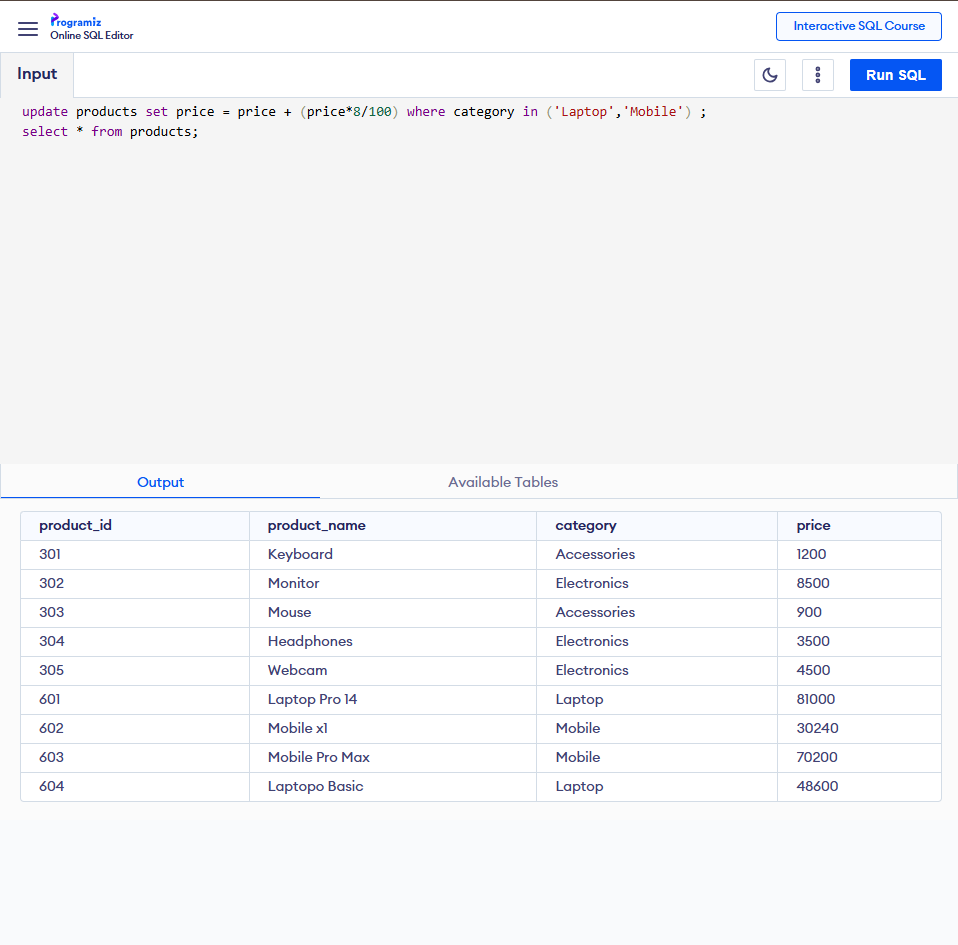 Programiz
Online SQL Editor
Interactive SQL Course
Input
Run SQL
update products set price = price + (price*8/100) where category in ('Laptop','Mobile') ;
select * from products;
Output Available Tables
product_id product_name category price
301 Keyboard Accessories 1200
302 Monitor Electronics 8500
303 Mouse Accessories 900
304 Headphones Electronics 3500
305 Webcam Electronics 4500
601 Laptop Pro 14 Laptop 81000
602 Mobile x1 Mobile 30240
603 Mobile Pro Max Mobile 70200
604 Laptopo Basic Laptop 48600